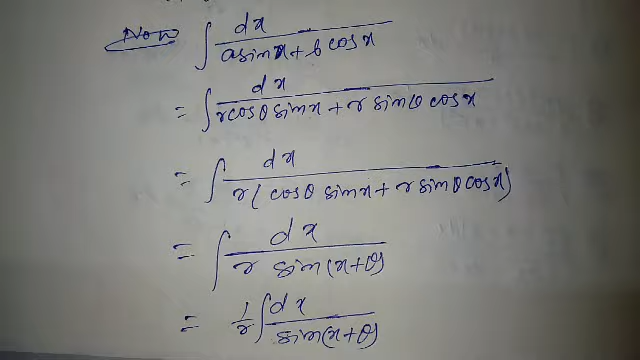 Now ∫ dx / (a sin x + b cos x)
= ∫ dx / (r cos θ sin x + r sin θ cos x)
= ∫ dx / (r (cos θ sin x + r sin θ cos x))
= ∫ dx / (r sin (x+θ))
= 1/r ∫ dx / (sin(x+θ))